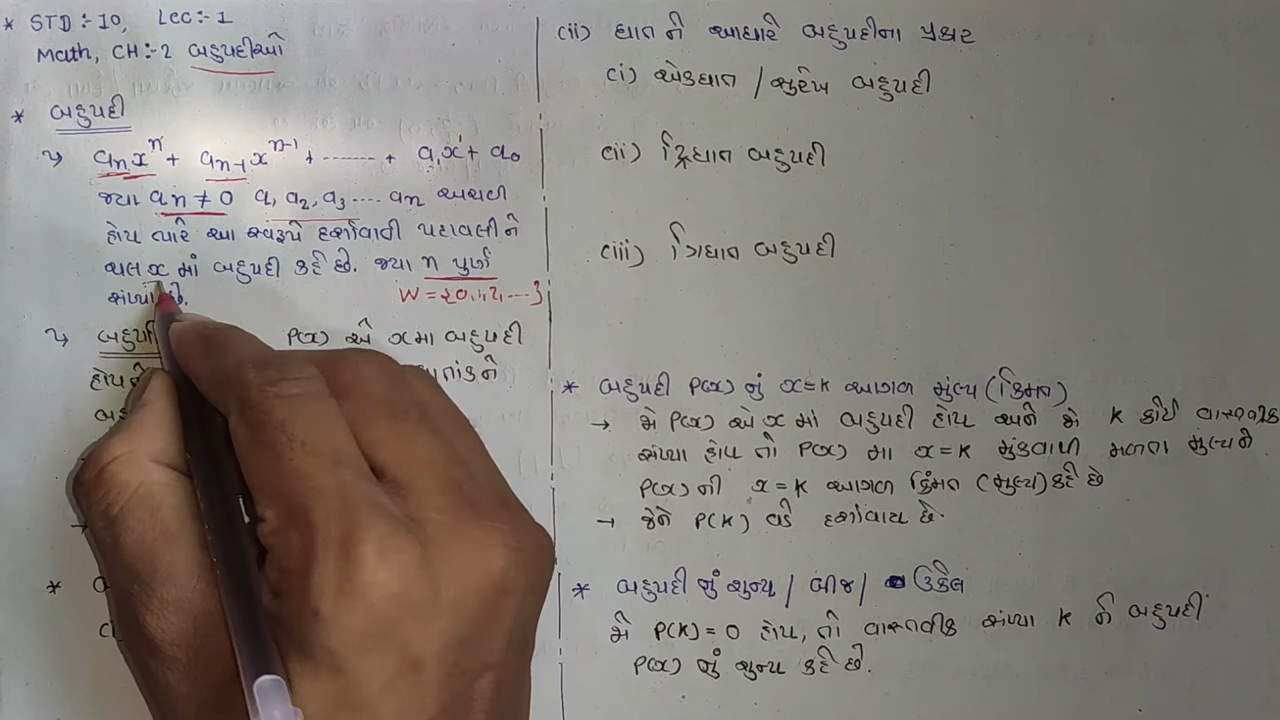 * STD :- 10, Lec :- 1
Math, CH :- 2 બહુપદીઓ
* બહુપદી
→ aₙxⁿ + aₙ₋₁xⁿ⁻¹ + ....... + a₁x¹ + a₀
જ્યા aₙ ≠ 0 a₁ a₂, a₃ .... aₙ અચલ
હોય ત્યારે આ સ્વરૂપે દર્શાવાતી પદાવલીને
ચલ x માં બહુપદી કહે છે. જ્યા n પુર્ણ
સંખ્યા છે.
W = {0,1,2,...}
→ P(x) એ x મા બહુપદી
હોય
(ii) ઘાત ને આધારે બહુપદીના પ્રકાર
(i) એકઘાત / સુરેખ બહુપદી
(ii) દ્વિઘાત બહુપદી
(iii) ત્રિઘાત બહુપદી
* બહુપદી P(x) નું x=k આગળ મુલ્ય (કિંમત)
→ જો P(x) એ x માં બહુપદી હોય અને જો k કોઈ વાસ્તવિક
સંખ્યા હોય તો P(x) મા x=k મુકવાથી મળતા મુલ્યને
P(x) ની x=k આગળ કિંમત (મુલ્ય) કહે છે
→ જેને P(k) વડે દર્શાવાય છે.
* બહુપદી નું શુન્ય / બીજ / ઉકેલ
જો P(k) = 0 હોય, તો વાસ્તવીક સંખ્યા k ને બહુપદી
P(x) નું શુન્ય કહે છે.